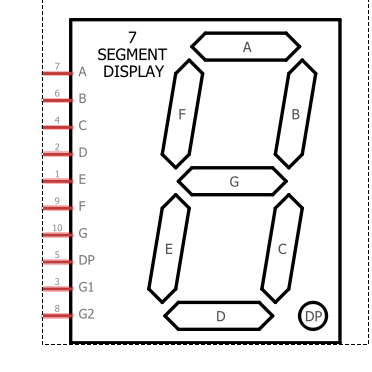 7
SEGMENT
DISPLAY
7 A
6 B
4 C
2 D
1 E
9 F
10 G
5 DP
3 G1
8 G2
A
F B
G
E C
D DP